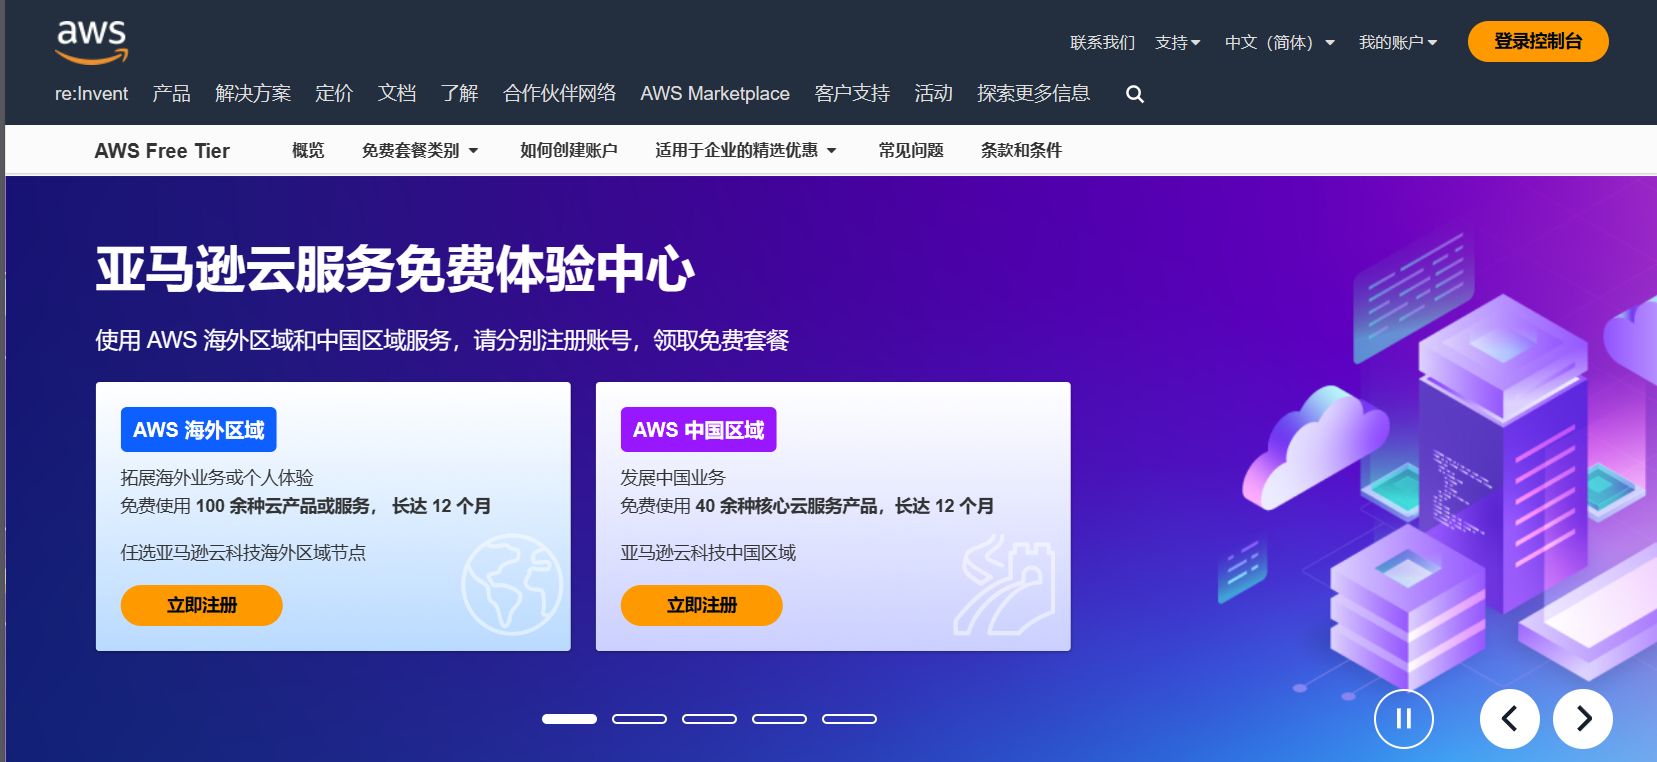 aws
联系我们 支持 中文（简体） 我的账户 登录控制台
re:Invent 产品 解决方案 定价 文档 了解 合作伙伴网络 AWS Marketplace 客户支持 活动 探索更多信息
AWS Free Tier 概览 免费套餐类别 如何创建账户 适用于企业的精选优惠 常见问题 条款和条件
亚马逊云服务免费体验中心
使用 AWS 海外区域和中国区域服务，请分别注册账号，领取免费套餐
AWS 海外区域
拓展海外业务或个人体验
免费使用 100 余种云产品或服务， 长达 12 个月
任选亚马逊云科技海外区域节点
立即注册
AWS 中国区域
发展中国业务
免费使用 40 余种核心云服务产品，长达 12 个月
亚马逊云科技中国区域
立即注册